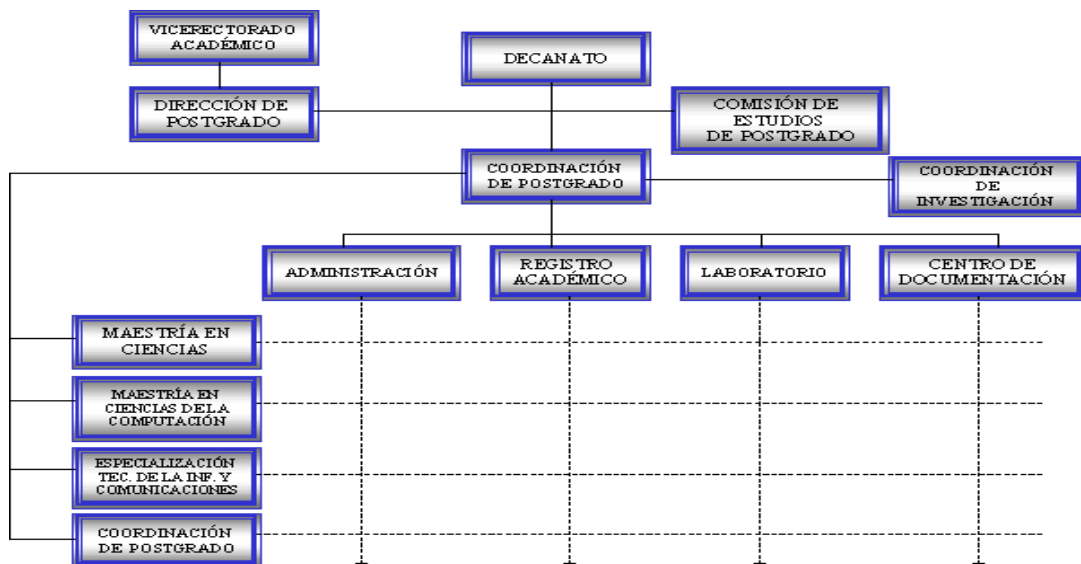 VICERECTORADO
ACADÉMICO
DECANATO
DIRECCIÓN DE
POSTGRADO
COMISIÓN DE
ESTUDIOS
DE POSTGRADO
COORDINACIÓN
DE POSTGRADO
COORDINACIÓN
DE
INVESTIGACIÓN
ADMINISTRACIÓN
REGISTRO
ACADÉMICO
LABORATORIO
CENTRO DE
DOCUMENTACIÓN
MAESTRÍA EN
CIENCIAS
MAESTRÍA EN
CIENCIAS DE LA
COMPUTACIÓN
ESPECIALIZACIÓN
TEC. DE LA INF. Y
COMUNICACIONES
COORDINACIÓN
DE POSTGRADO